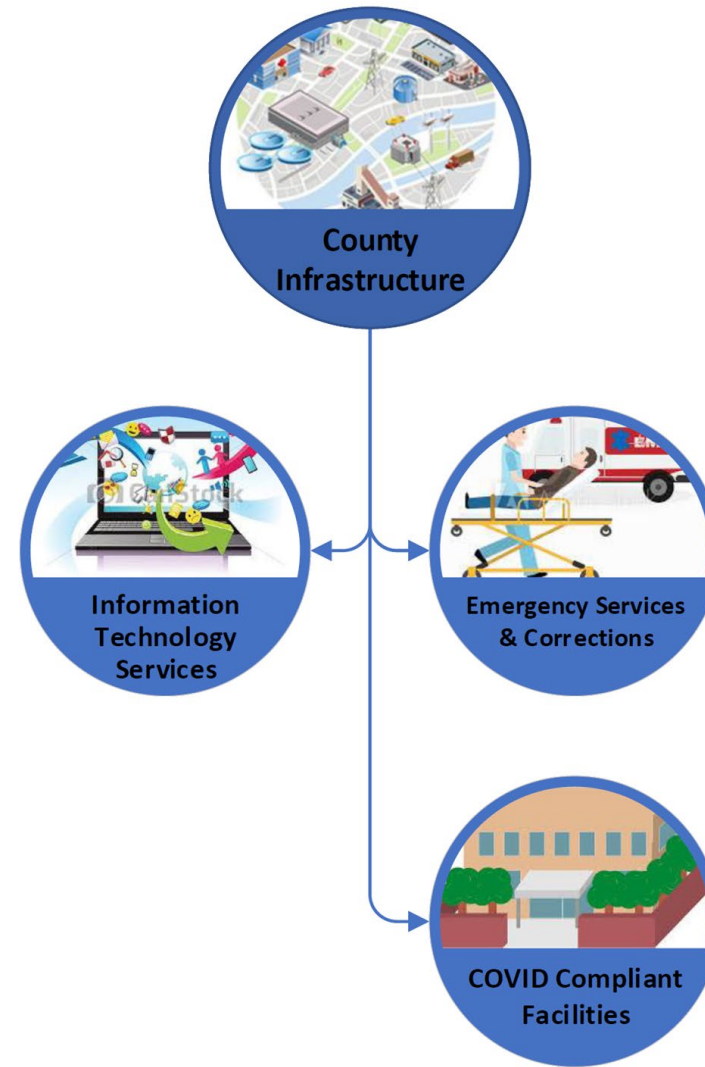 County
Infrastructure
Information
Technology
Services
Emergency Services
& Corrections
COVID Compliant
Facilities